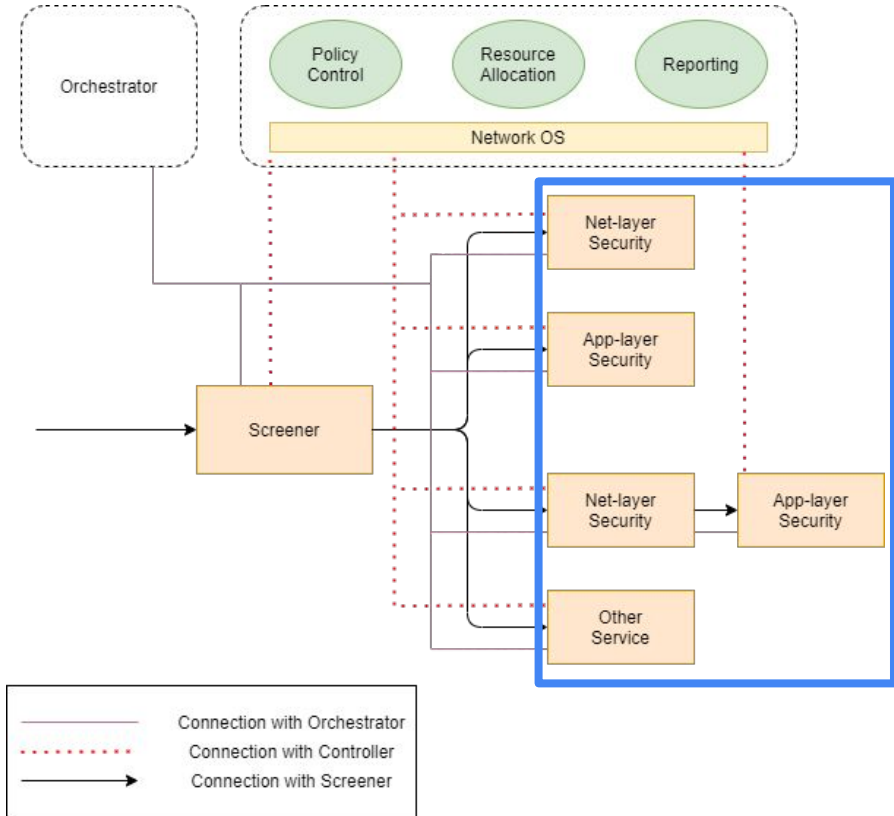 Orchestrator
Policy
Control
Resource
Allocation
Reporting
Network OS
Net-layer
Security
App-layer
Security
Screener
Net-layer
Security
App-layer
Security
Other
Service
Connection with Orchestrator
Connection with Controller
Connection with Screener